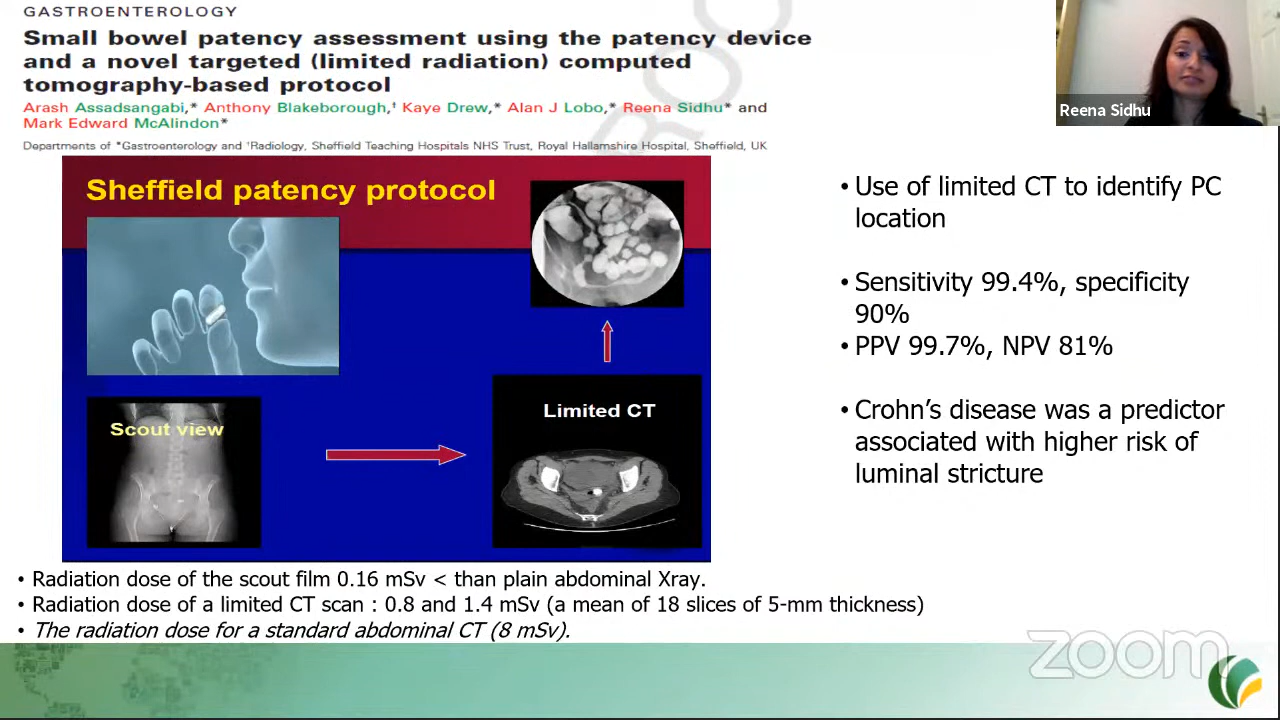 GASTROENTEROLOGY
Small bowel patency assessment using the patency device
and a novel targeted (limited radiation) computed
tomography-based protocol
Arash Assadsangabi,* Anthony Blakeborough,† Kaye Drew,* Alan J Lobo,* Reena Sidhu* and
Mark Edward McAlindon*
Departments of *Gastroenterology and †Radiology, Sheffield Teaching Hospitals NHS Trust, Royal Hallamshire Hospital, Sheffield, UK
Reena Sidhu
Sheffield patency protocol
Scout view
Limited CT
• Use of limited CT to identify PC
location
• Sensitivity 99.4%, specificity
90%
• PPV 99.7%, NPV 81%
• Crohn’s disease was a predictor
associated with higher risk of
luminal stricture
• Radiation dose of the scout film 0.16 mSv < than plain abdominal Xray.
• Radiation dose of a limited CT scan : 0.8 and 1.4 mSv (a mean of 18 slices of 5-mm thickness)
• The radiation dose for a standard abdominal CT (8 mSv).
zoom